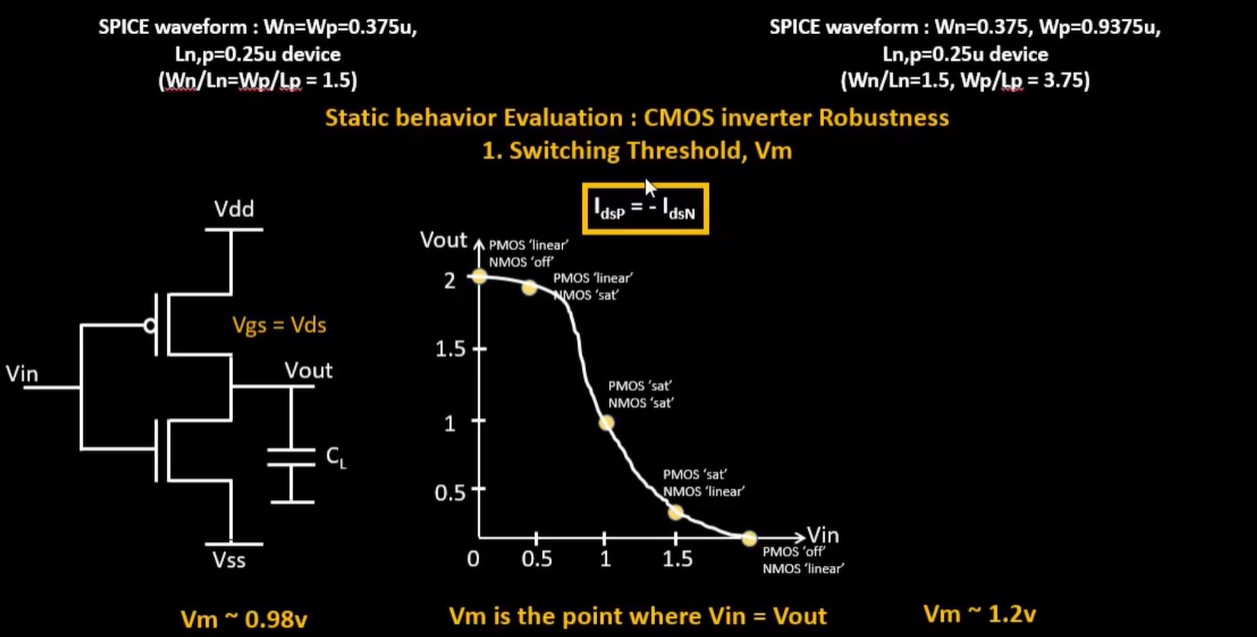 SPICE waveform : Wn=Wp=0.375u,
Ln,p=0.25u device
(Wn/Ln=Wp/Lp = 1.5)
SPICE waveform : Wn=0.375, Wp=0.9375u,
Ln,p=0.25u device
(Wn/Ln=1.5, Wp/Lp = 3.75)
Static behavior Evaluation : CMOS inverter Robustness
1. Switching Threshold, Vm
IdsP = - IdsN
Vdd
Vgs = Vds
Vin
Vout
CL
Vss
Vout
PMOS 'linear'
NMOS 'off'
2
PMOS 'linear'
NMOS 'sat'
1.5
PMOS 'sat'
NMOS 'sat'
1
PMOS 'sat'
NMOS 'linear'
0.5
Vin
0 0.5 1 1.5
PMOS 'off'
NMOS 'linear'
Vm ~ 0.98v
Vm is the point where Vin = Vout
Vm ~ 1.2v